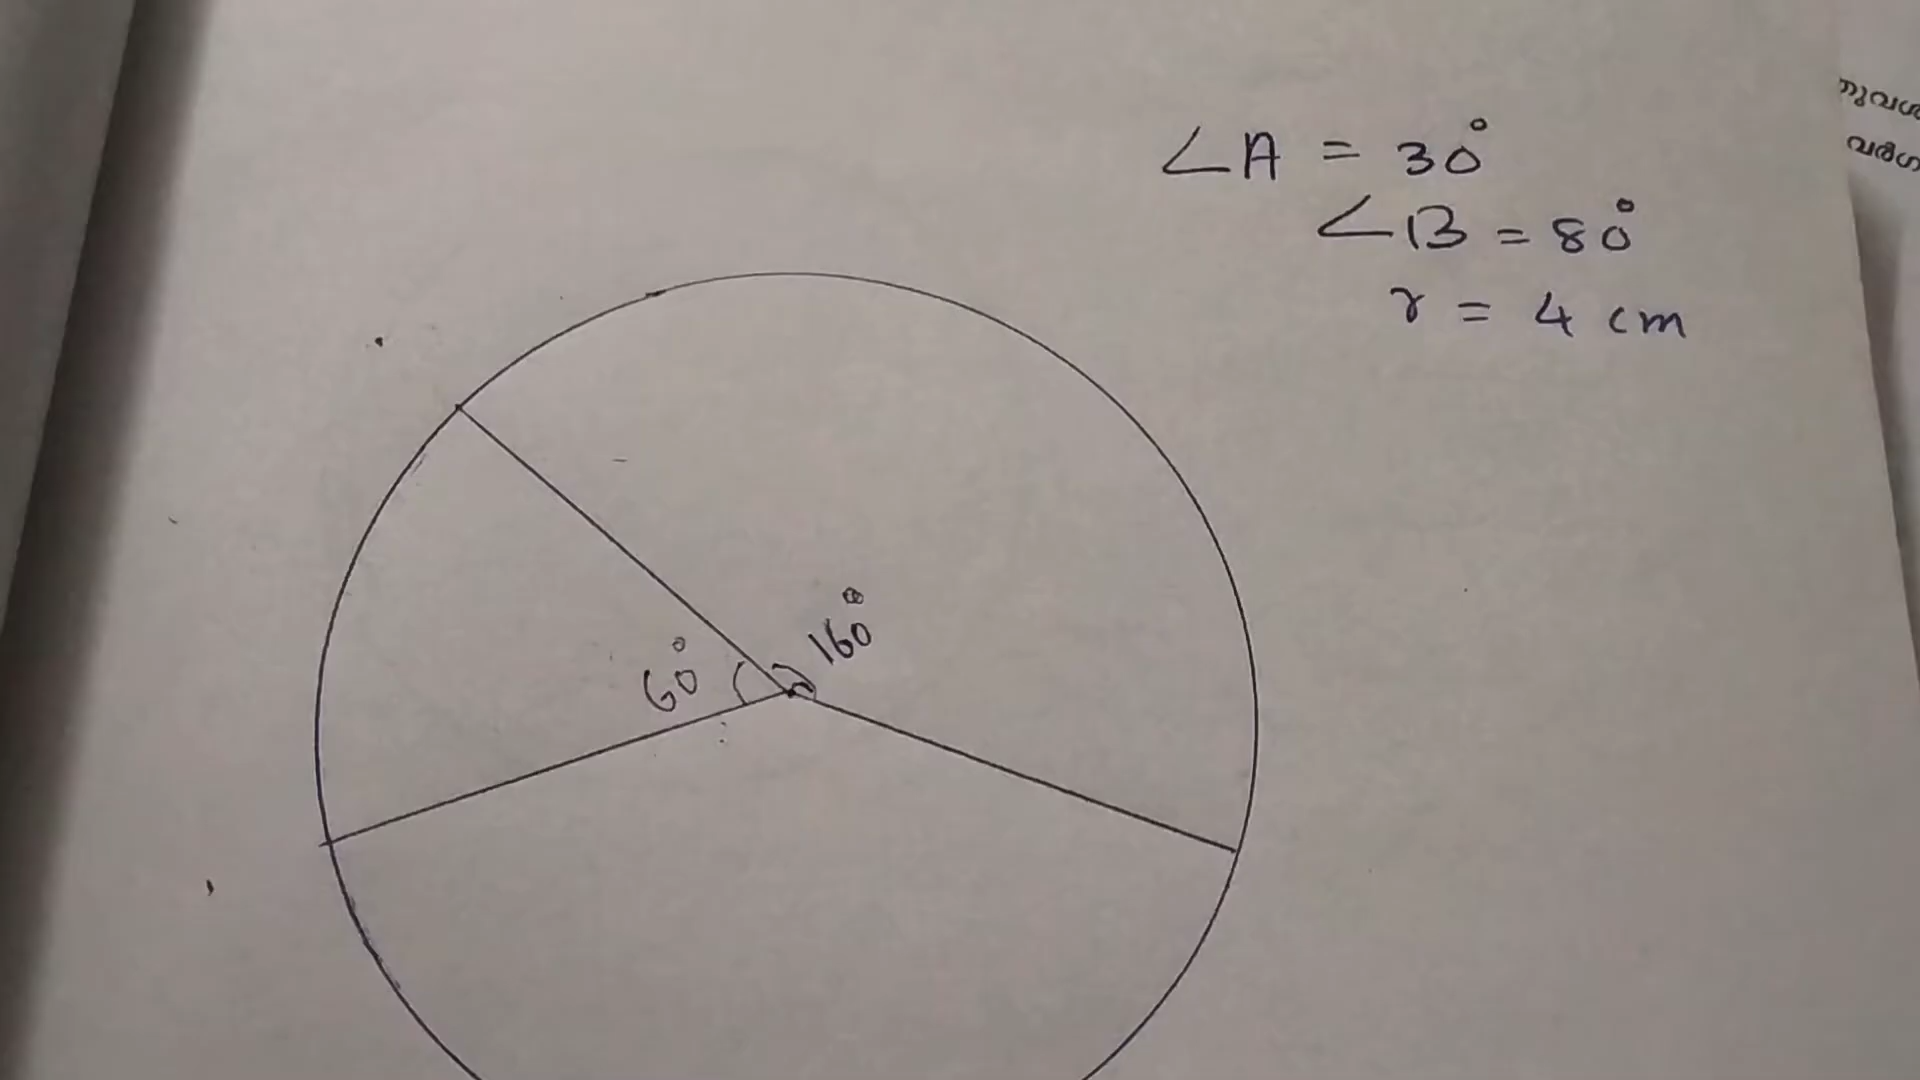 ∠A = 30°
∠B = 80°
r = 4 cm
160°
60°